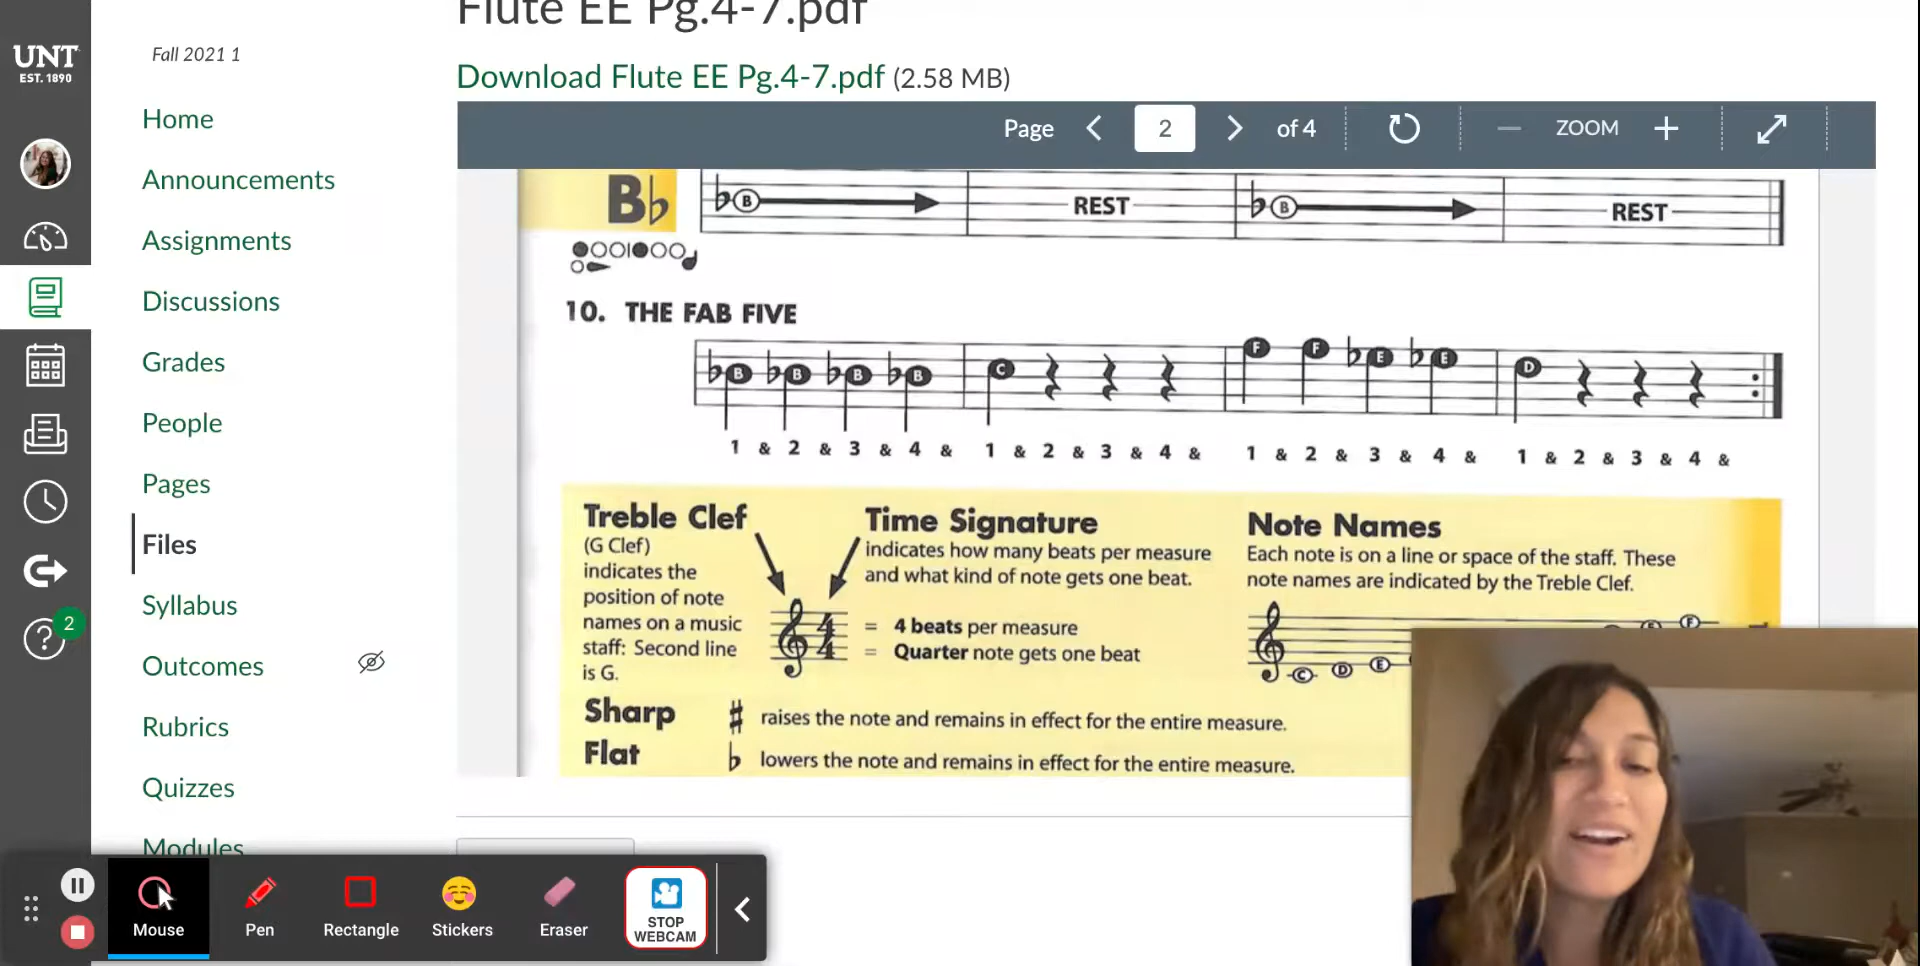 Flute EE Pg.4-7.pdf
UNT
EST. 1890
Fall 2021 1
Download Flute EE Pg.4-7.pdf (2.58 MB)
Page 2 of 4 ZOOM
Home
Announcements
Assignments
Discussions
Grades
People
Pages
Files
Syllabus
Outcomes
Rubrics
Quizzes
Modules
2
B♭
♭ B REST ♭ B REST
10. THE FAB FIVE
♭ B ♭ B ♭ B ♭ B C F F ♭ E ♭ E D
1 & 2 & 3 & 4 & 1 & 2 & 3 & 4 & 1 & 2 & 3 & 4 & 1 & 2 & 3 & 4 &
Treble Clef
(G Clef)
indicates the
position of note
names on a music
staff: Second line
is G.
Time Signature
indicates how many beats per measure
and what kind of note gets one beat.
4
4
= 4 beats per measure
= Quarter note gets one beat
Note Names
Each note is on a line or space of the staff. These
note names are indicated by the Treble Clef.
C D E E F
Sharp ♯ raises the note and remains in effect for the entire measure.
Flat ♭ lowers the note and remains in effect for the entire measure.
Mouse
Pen
Rectangle
Stickers
Eraser
STOP
WEBCAM